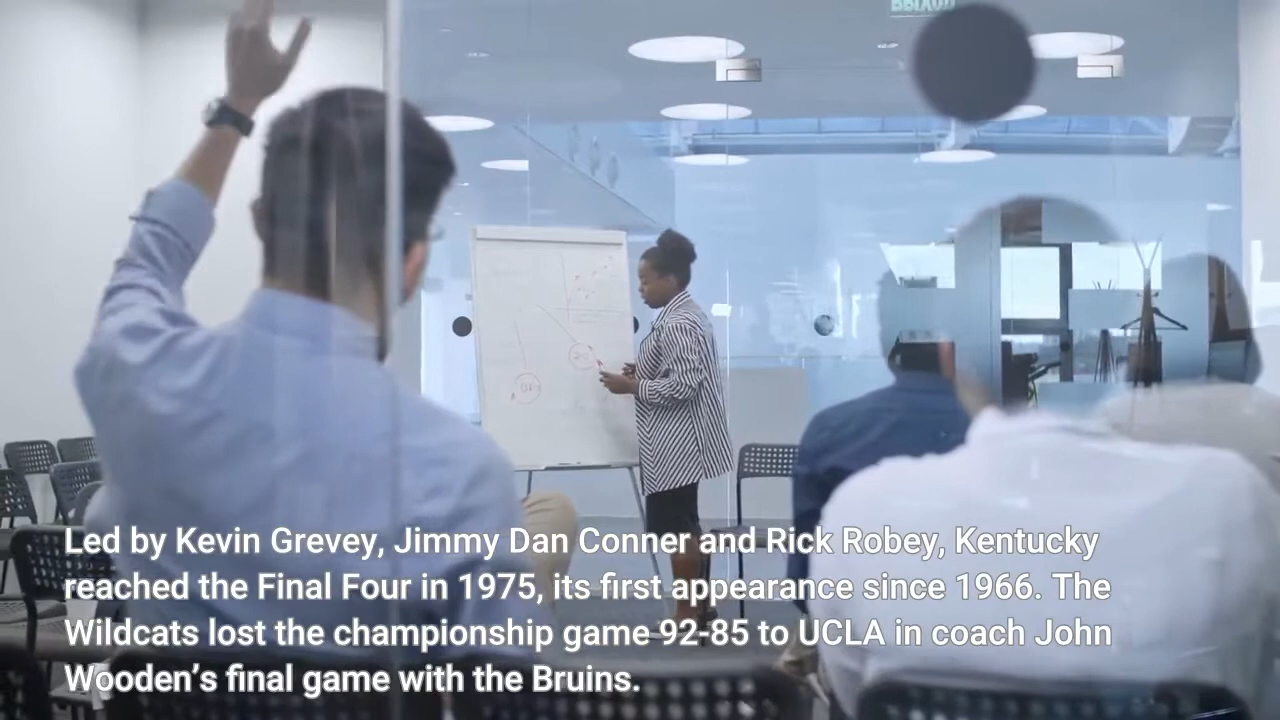 Led by Kevin Grevey, Jimmy Dan Conner and Rick Robey, Kentucky
reached the Final Four in 1975, its first appearance since 1966. The
Wildcats lost the championship game 92-85 to UCLA in coach John
Wooden’s final game with the Bruins.